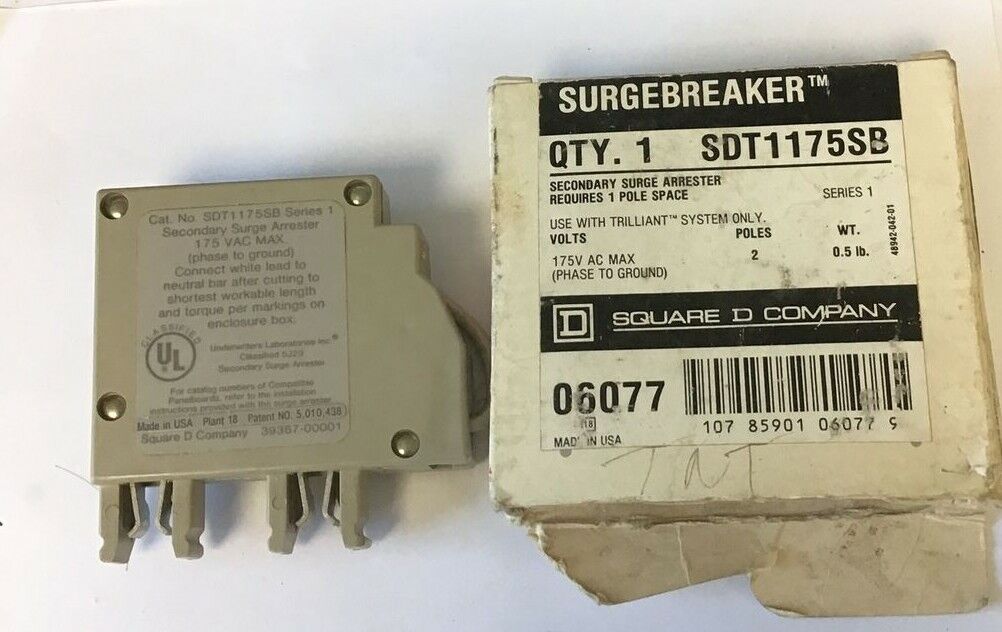 Cat. No. SDT1175SB Series 1
Secondary Surge Arrester
175 VAC MAX.
(phase to ground)
Connect white lead to
neutral bar after cutting to
shortest workable length
and torque per markings on
enclosure box.
CLASSIFIED
UL
Underwriters Laboratories Inc.®
Classified 5J29
Secondary Surge Arrester
For catalog numbers of Compatible
Panelboards, refer to the installation
instructions provided with this surge arrester
Made in USA Plant 18 Patent NO. 5,010,438
Square D Company 39367-00001
SURGEBREAKER™
QTY. 1 SDT1175SB
SECONDARY SURGE ARRESTER
REQUIRES 1 POLE SPACE
SERIES 1
USE WITH TRILLIANT™ SYSTEM ONLY.
VOLTS POLES WT.
175V AC MAX 2 0.5 lb.
(PHASE TO GROUND)
48942-042-01
D SQUARE D COMPANY
06077
18
MADE IN USA
107 85901 06077 9